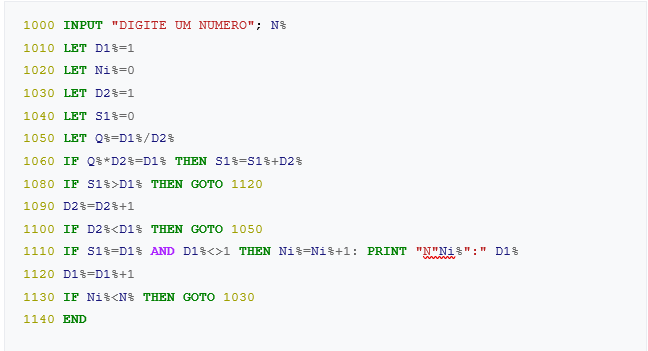 1000 INPUT "DIGITE UM NUMERO"; N%
1010 LET D1%=1
1020 LET Ni%=0
1030 LET D2%=1
1040 LET S1%=0
1050 LET Q%=D1%/D2%
1060 IF Q%*D2%=D1% THEN S1%=S1%+D2%
1080 IF S1%>D1% THEN GOTO 1120
1090 D2%=D2%+1
1100 IF D2%<D1% THEN GOTO 1050
1110 IF S1%=D1% AND D1%<>1 THEN Ni%=Ni%+1: PRINT "N"Ni%":" D1%
1120 D1%=D1%+1
1130 IF Ni%<N% THEN GOTO 1030
1140 END